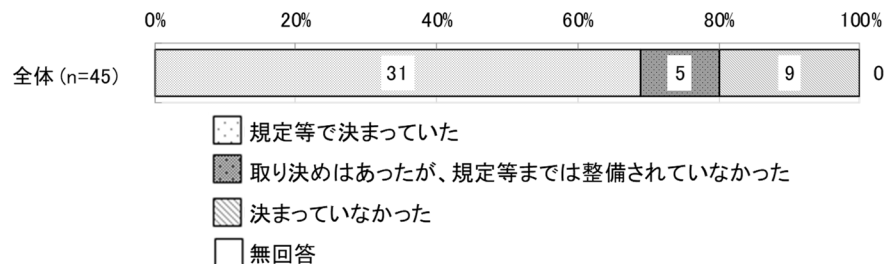 0% 20% 40% 60% 80% 100%
全体 (n=45) 31 5 9 0
規定等で決まっていた
取り決めはあったが、規定等までは整備されていなかった
決まっていなかった
無回答